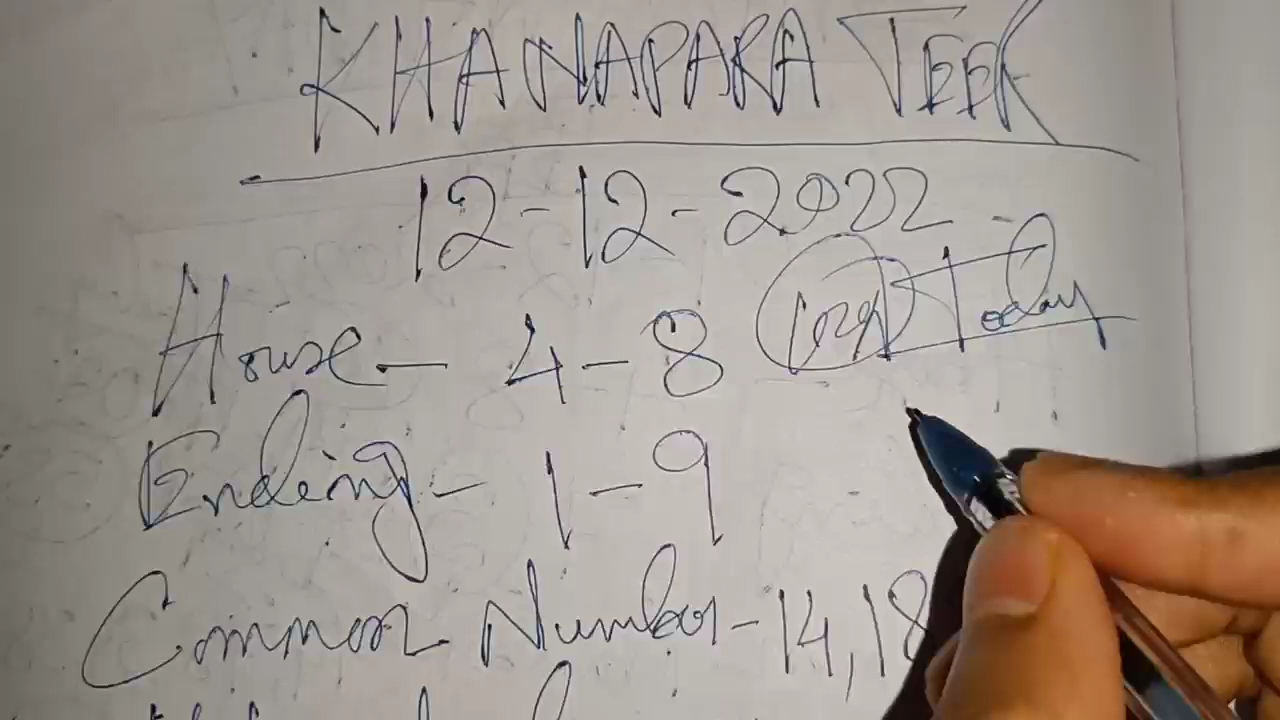 KHANAPARA TEER
12-12-2022
House - 4-8 Today
Ending - 1-9
Common Number - 14, 18